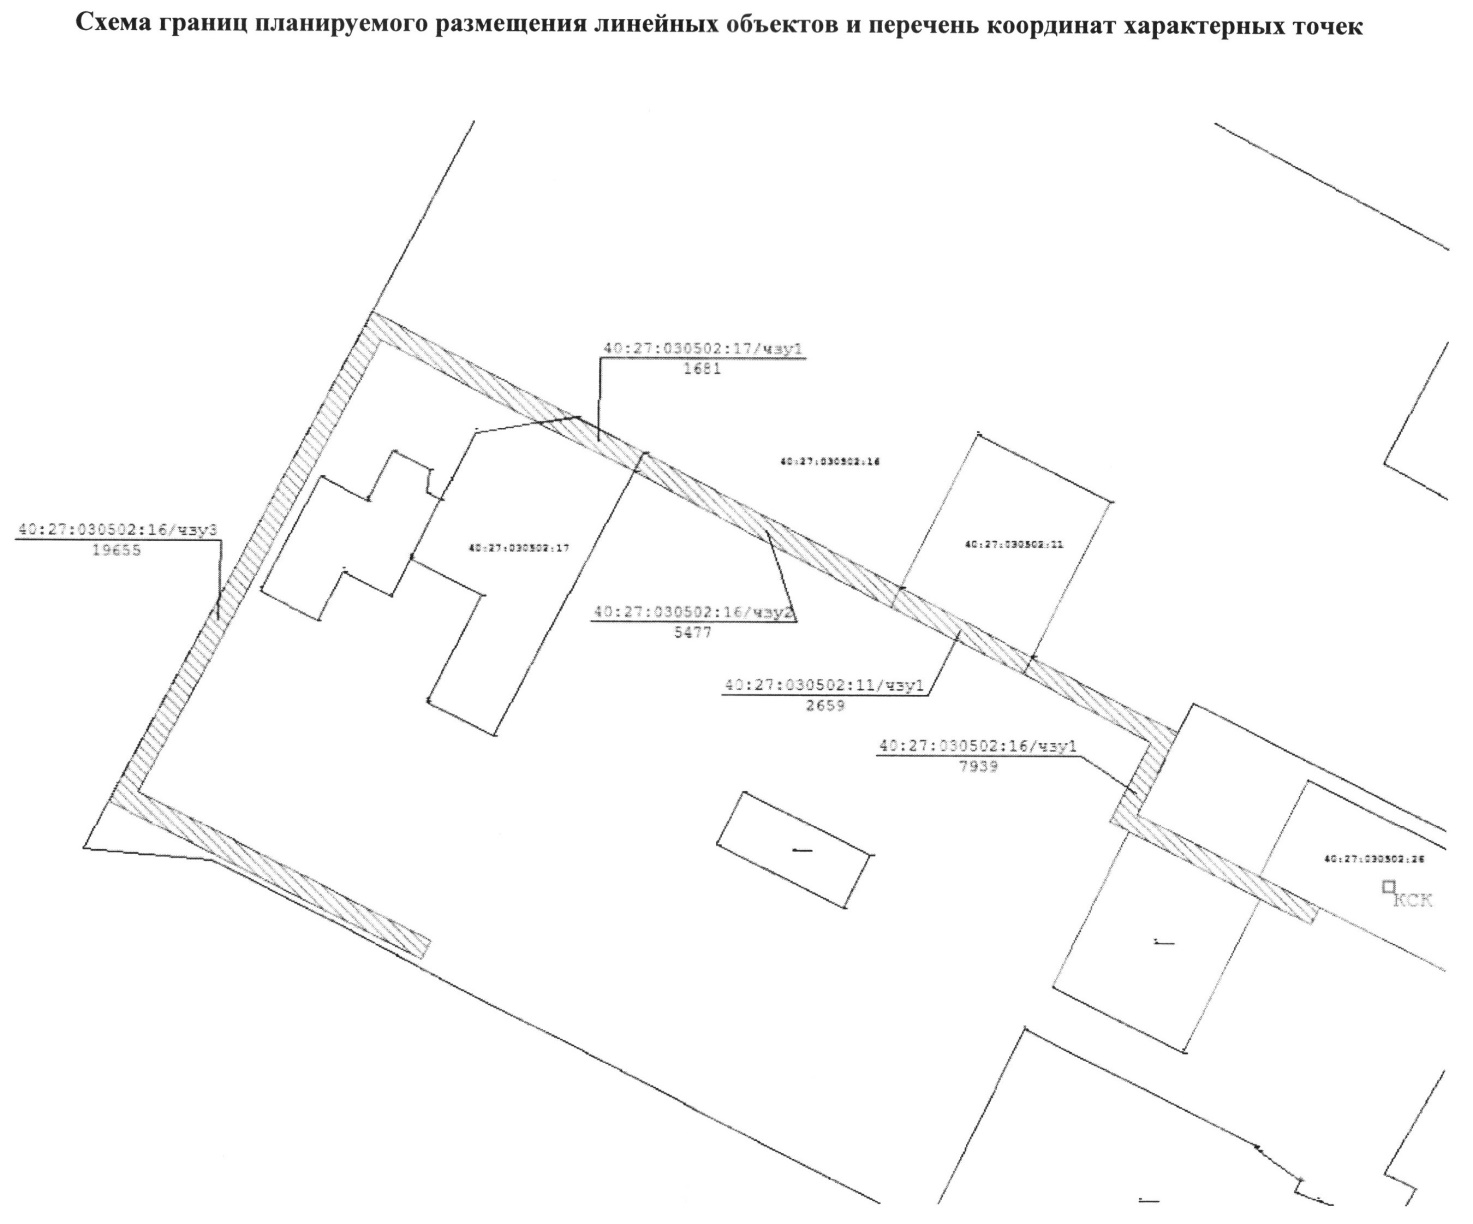 Схема границ планируемого размещения линейных объектов и перечень координат характерных точек
40:27:030502:17/чзу1
1681
40:27:030502:16
40:27:030502:16/чзу3
19655
40:27:030502:17
40:27:030502:11
40:27:030502:16/чзу2
5477
40:27:030502:11/чзу1
2659
40:27:030502:16/чзу1
7939
40:27:030502:26
КСК